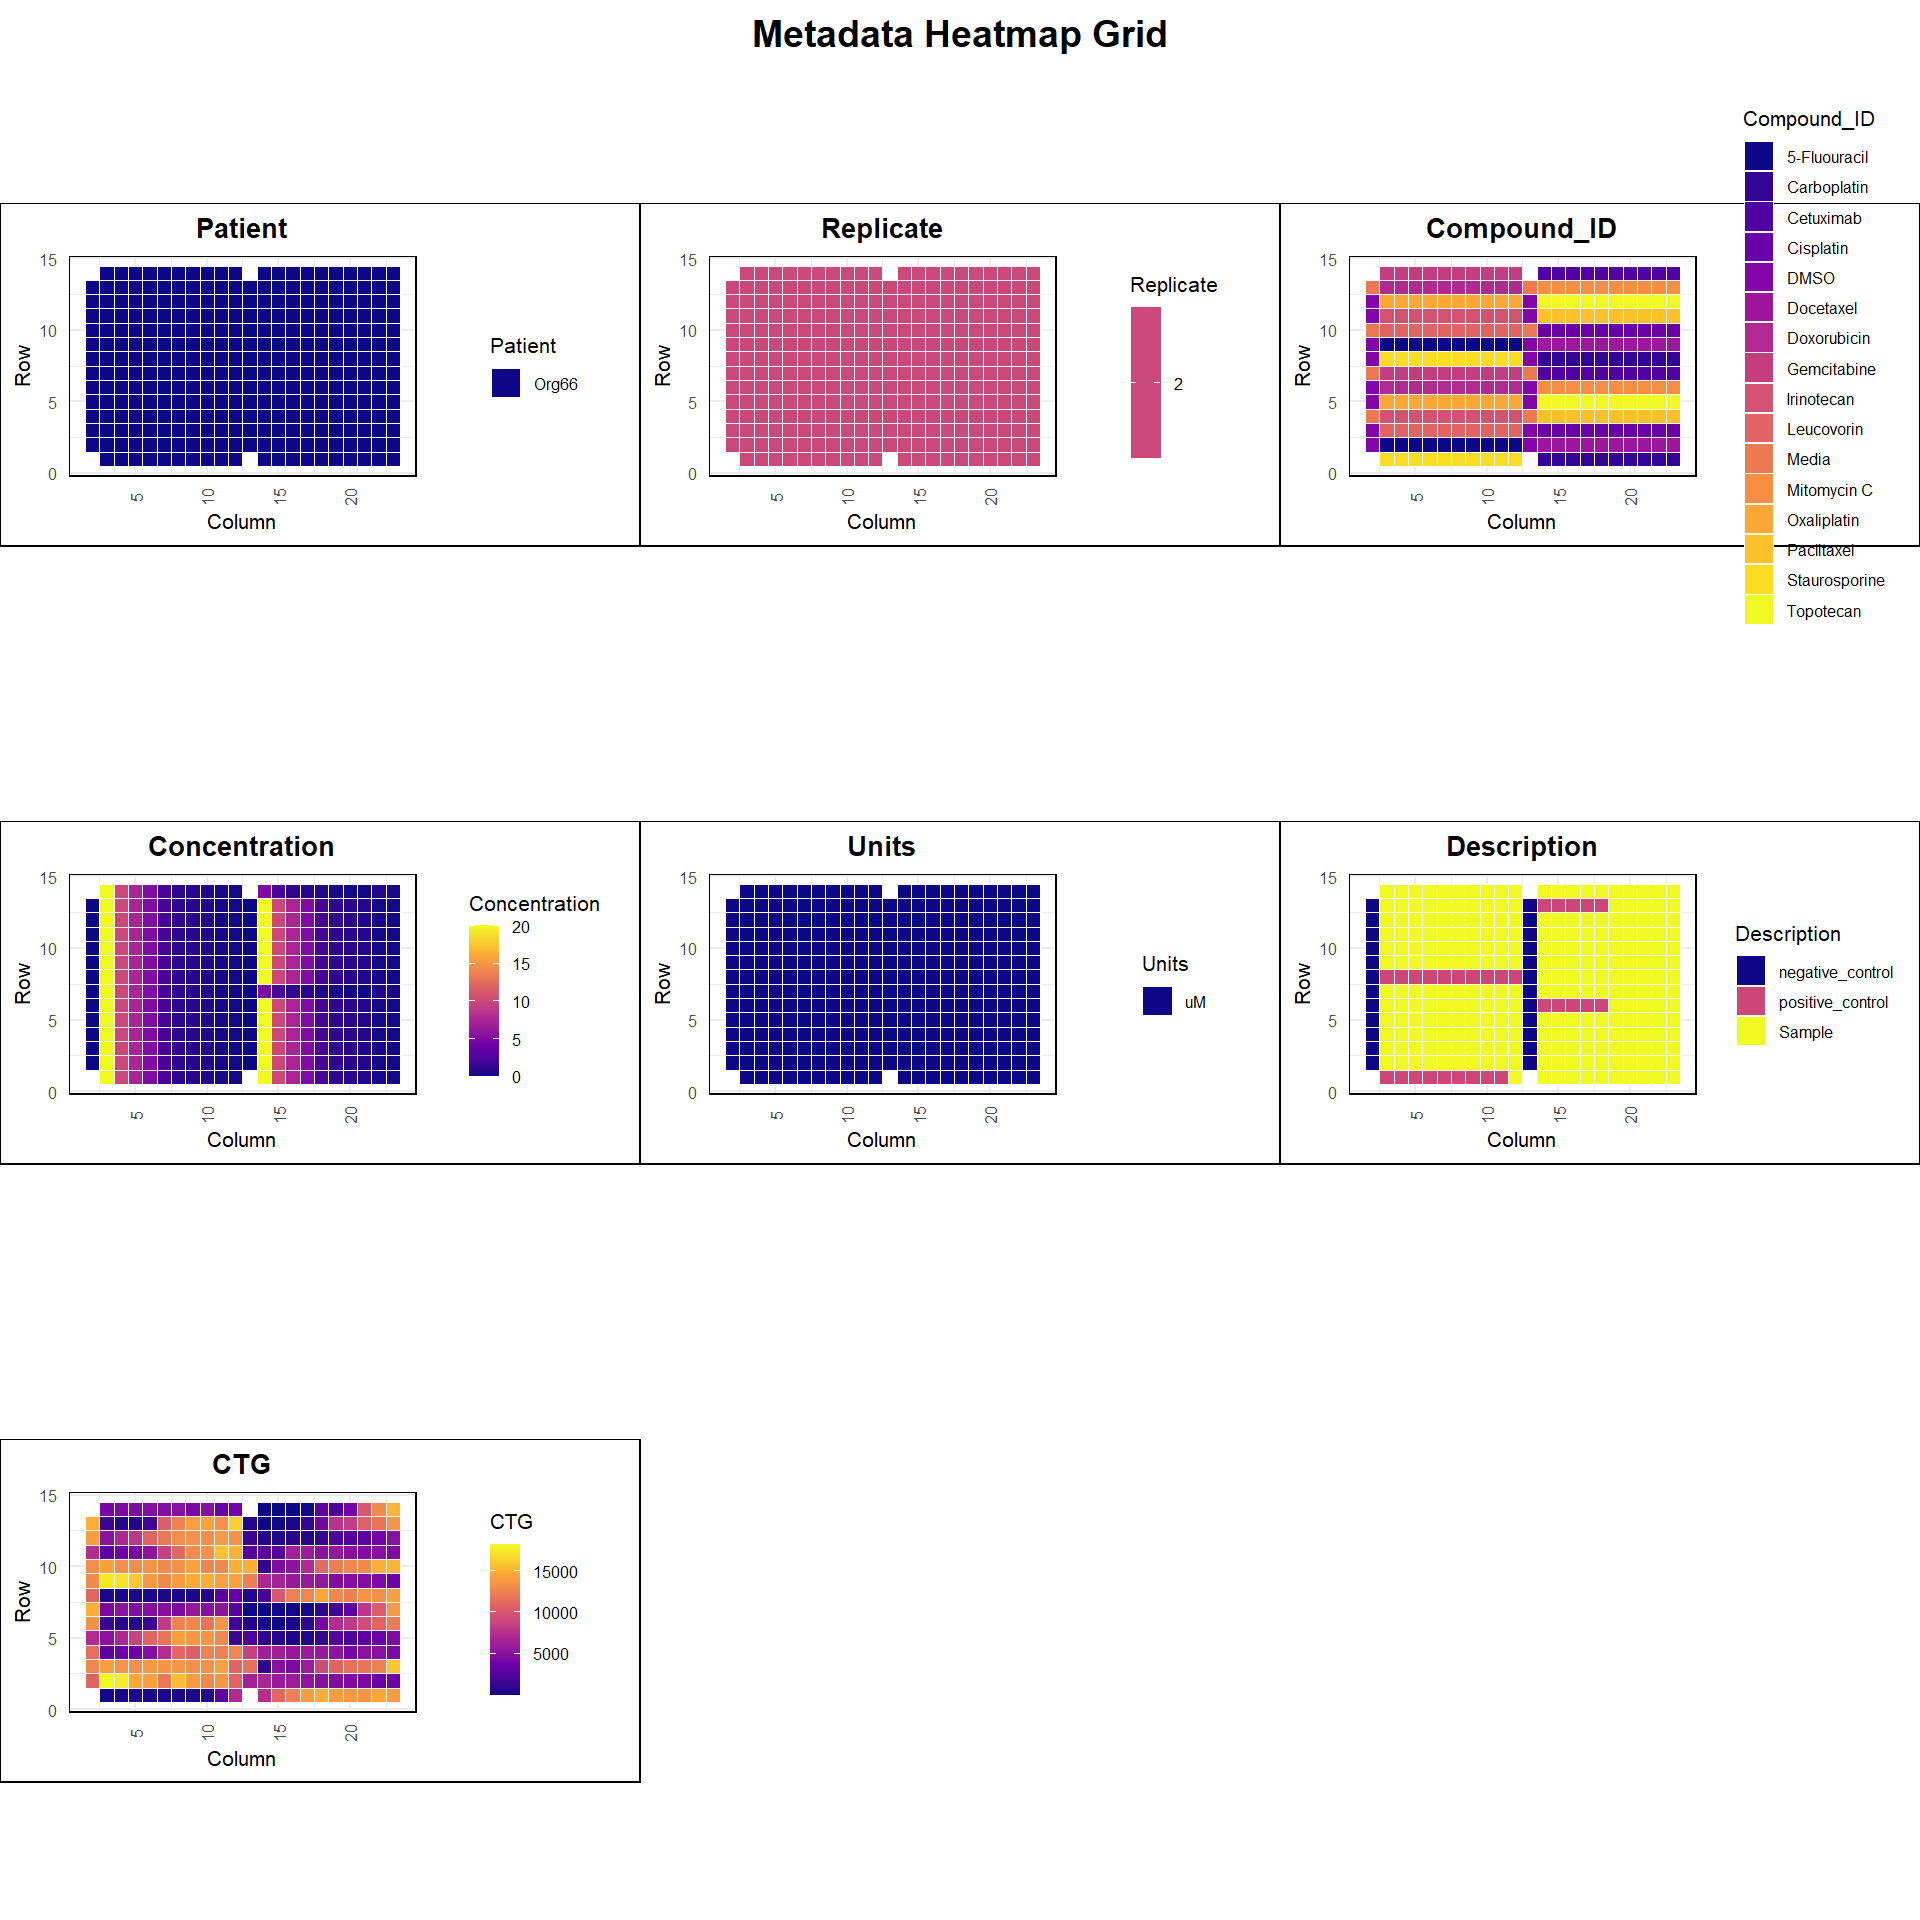 Metadata Heatmap Grid
Patient
15
10
5
0
Row
5
10
15
20
Column
Patient
Org66
Replicate
15
10
5
0
Row
5
10
15
20
Column
Replicate
2
Compound_ID
15
10
5
0
Row
5
10
15
20
Column
Compound_ID
5-Fluouracil
Carboplatin
Cetuximab
Cisplatin
DMSO
Docetaxel
Doxorubicin
Gemcitabine
Irinotecan
Leucovorin
Media
Mitomycin C
Oxaliplatin
Paclitaxel
Staurosporine
Topotecan
Concentration
15
10
5
0
Row
5
10
15
20
Column
Concentration
20
15
10
5
0
Units
15
10
5
0
Row
5
10
15
20
Column
Units
uM
Description
15
10
5
0
Row
5
10
15
20
Column
Description
negative_control
positive_control
Sample
CTG
15
10
5
0
Row
5
10
15
20
Column
CTG
15000
10000
5000